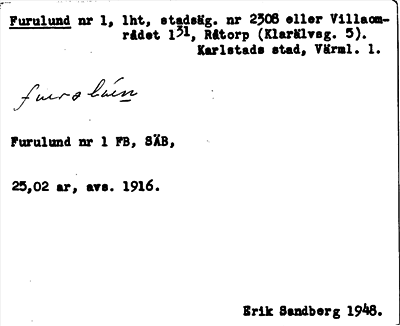 Furulund nr 1, lht, stadsäg. nr 2308 eller Villaom-
rådet 1³¹, Råtorp (Klarälvsg. 5).
Karlstads stad, Värml. l.
Furulund nr 1 FB, SÄB,
25,02 ar, avs. 1916.
Erik Sandberg 1948.